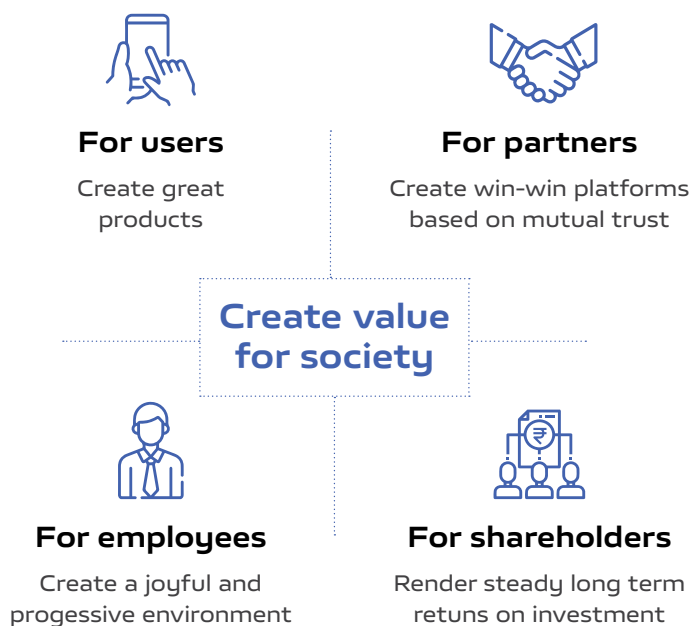 For users
Create great
products
For partners
Create win-win platforms
based on mutual trust
Create value
for society
₹
For employees
Create a joyful and
progessive environment
For shareholders
Render steady long term
retuns on investment